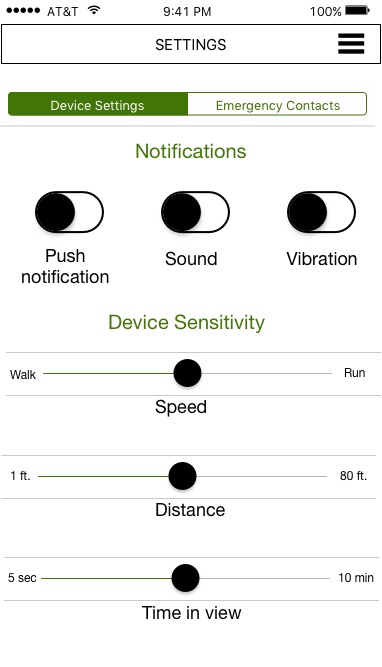 AT&T 9:41 PM 100%
SETTINGS
Device Settings Emergency Contacts
Notifications
Push
notification
Sound
Vibration
Device Sensitivity
Walk Run
Speed
1 ft. 80 ft.
Distance
5 sec 10 min
Time in view